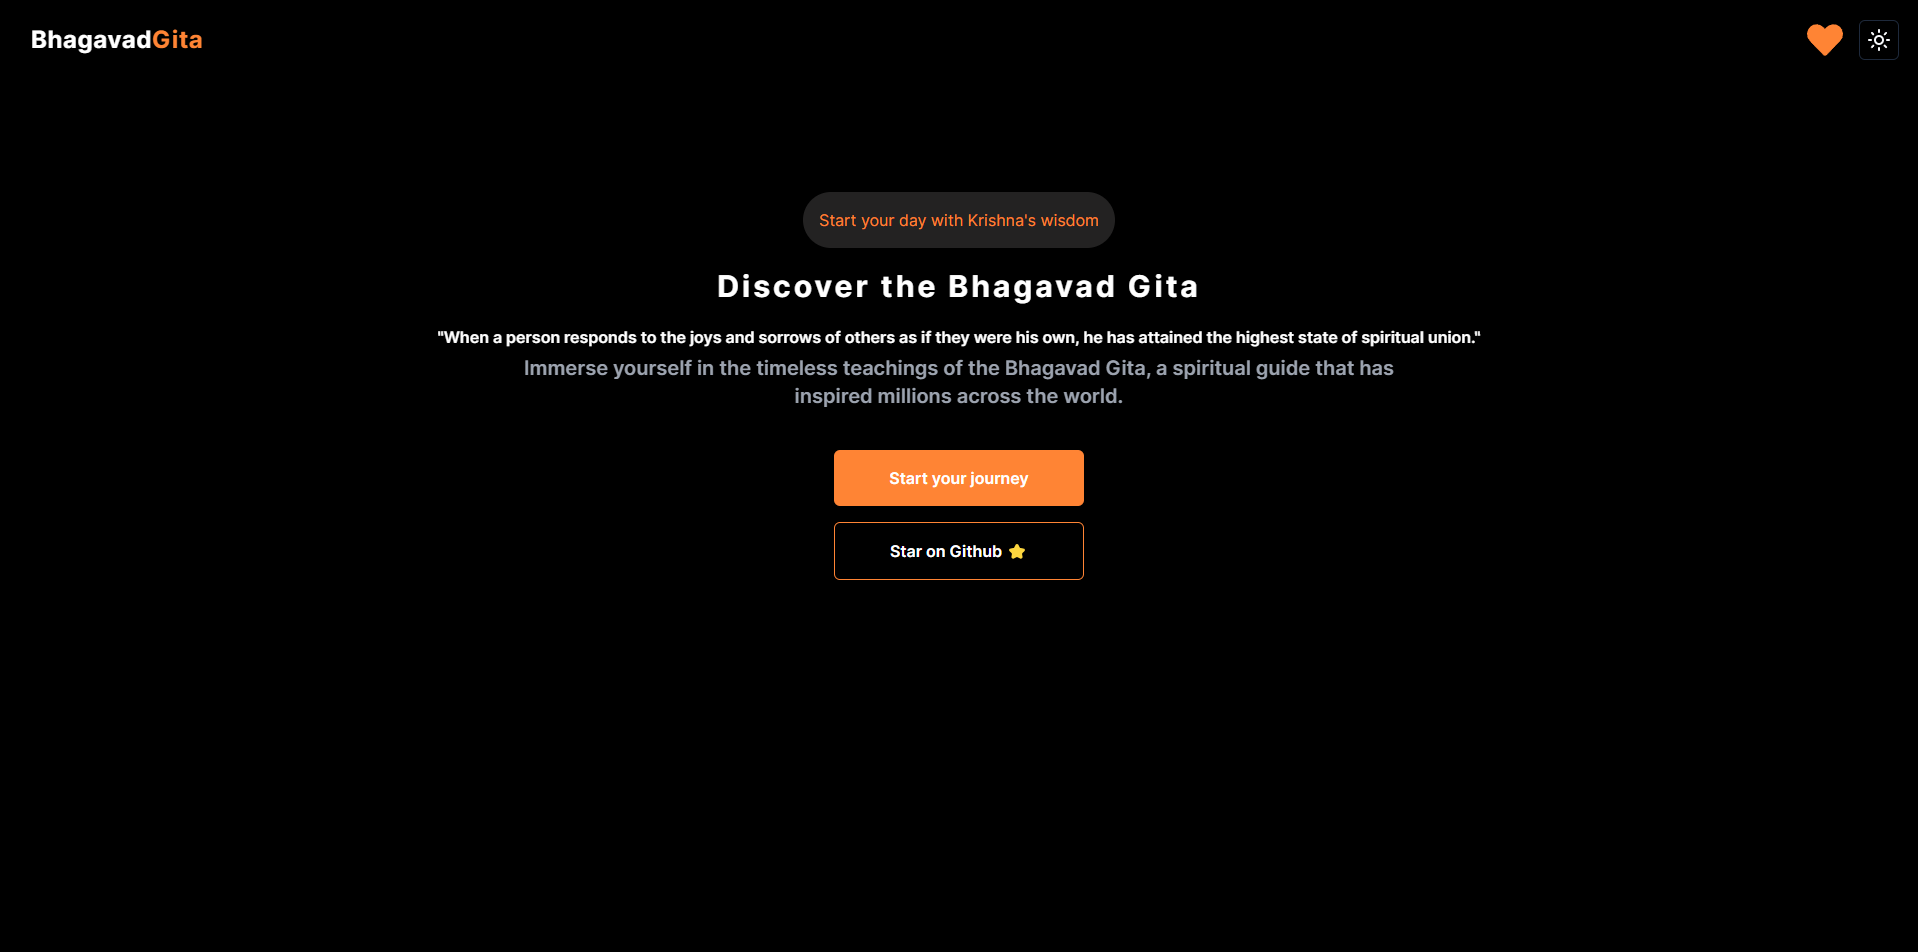 BhagavadGita
Start your day with Krishna's wisdom
Discover the Bhagavad Gita
"When a person responds to the joys and sorrows of others as if they were his own, he has attained the highest state of spiritual union."
Immerse yourself in the timeless teachings of the Bhagavad Gita, a spiritual guide that has
inspired millions across the world.
Start your journey
Star on Github ⭐